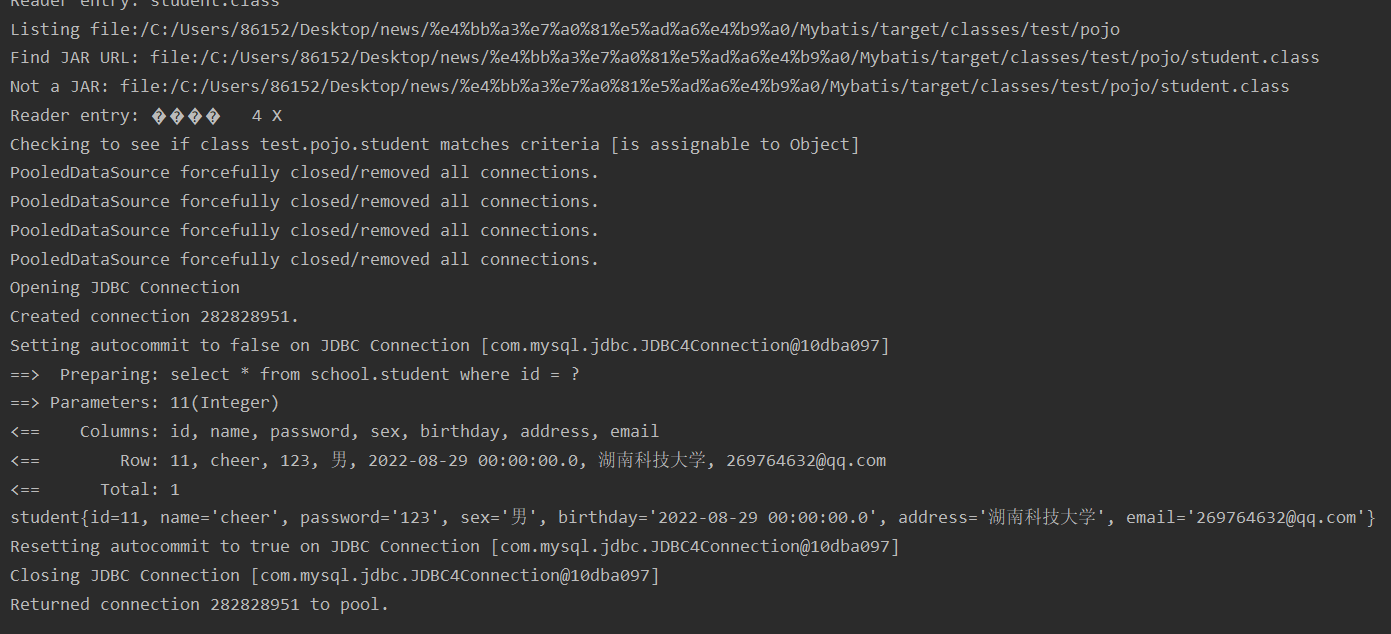 Reader entry: student.class
Listing file:/C:/Users/86152/Desktop/news/%e4%bb%a3%e7%a0%81%e5%ad%a6%e4%b9%a0/Mybatis/target/classes/test/pojo
Find JAR URL: file:/C:/Users/86152/Desktop/news/%e4%bb%a3%e7%a0%81%e5%ad%a6%e4%b9%a0/Mybatis/target/classes/test/pojo/student.class
Not a JAR: file:/C:/Users/86152/Desktop/news/%e4%bb%a3%e7%a0%81%e5%ad%a6%e4%b9%a0/Mybatis/target/classes/test/pojo/student.class
Reader entry: ����   4 X
Checking to see if class test.pojo.student matches criteria [is assignable to Object]
PooledDataSource forcefully closed/removed all connections.
PooledDataSource forcefully closed/removed all connections.
PooledDataSource forcefully closed/removed all connections.
PooledDataSource forcefully closed/removed all connections.
Opening JDBC Connection
Created connection 282828951.
Setting autocommit to false on JDBC Connection [com.mysql.jdbc.JDBC4Connection@10dba097]
==>  Preparing: select * from school.student where id = ?
==> Parameters: 11(Integer)
<==    Columns: id, name, password, sex, birthday, address, email
<==        Row: 11, cheer, 123, 男, 2022-08-29 00:00:00.0, 湖南科技大学, 269764632@qq.com
<==      Total: 1
student{id=11, name='cheer', password='123', sex='男', birthday='2022-08-29 00:00:00.0', address='湖南科技大学', email='269764632@qq.com'}
Resetting autocommit to true on JDBC Connection [com.mysql.jdbc.JDBC4Connection@10dba097]
Closing JDBC Connection [com.mysql.jdbc.JDBC4Connection@10dba097]
Returned connection 282828951 to pool.